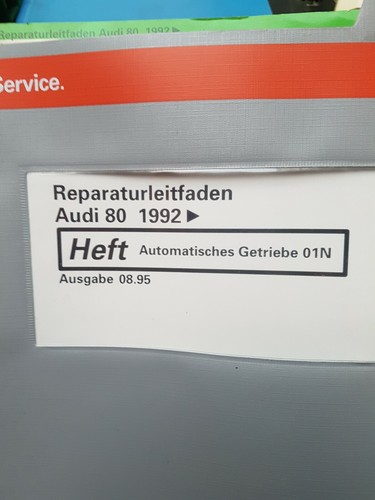 Reparaturleitfaden Audi 80 1992►
Service.
Reparaturleitfaden
Audi 80 1992►
Heft Automatisches Getriebe 01N
Ausgabe 08.95